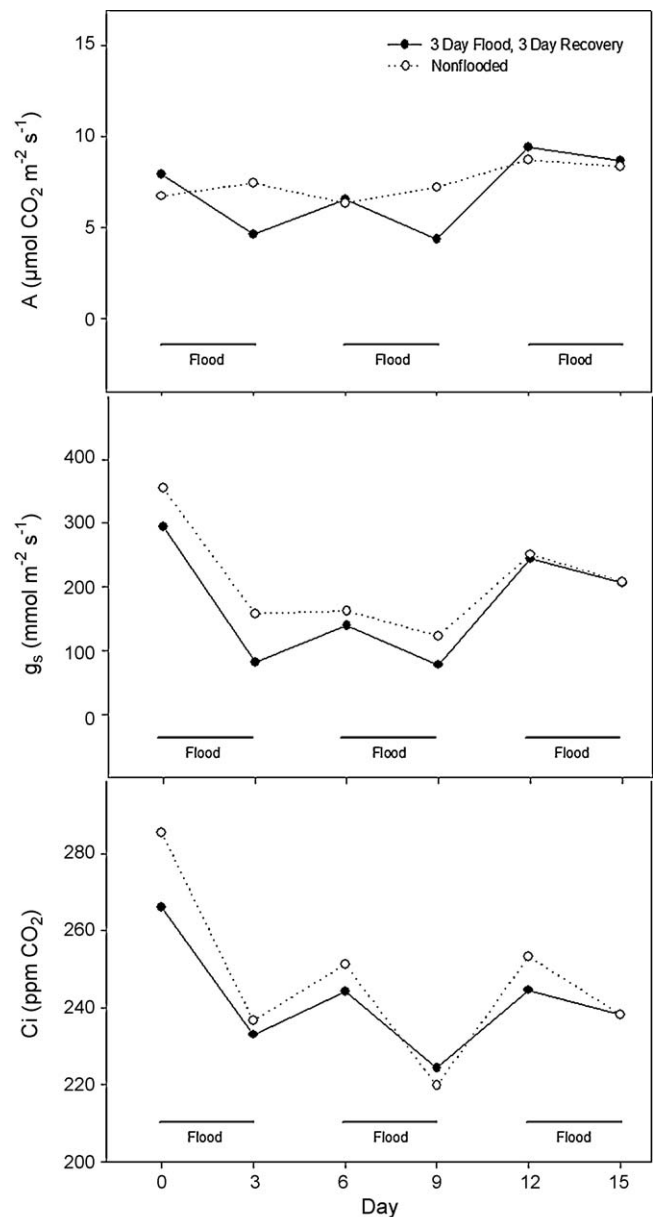 15
10
5
0
A (μmol CO₂ m⁻² s⁻¹)
3 Day Flood, 3 Day Recovery
Nonflooded
Flood Flood Flood
400
300
200
100
0
gₛ (mmol m⁻² s⁻¹)
Flood Flood Flood
280
260
240
220
200
Ci (ppm CO₂)
Flood Flood Flood
0 3 6 9 12 15
Day